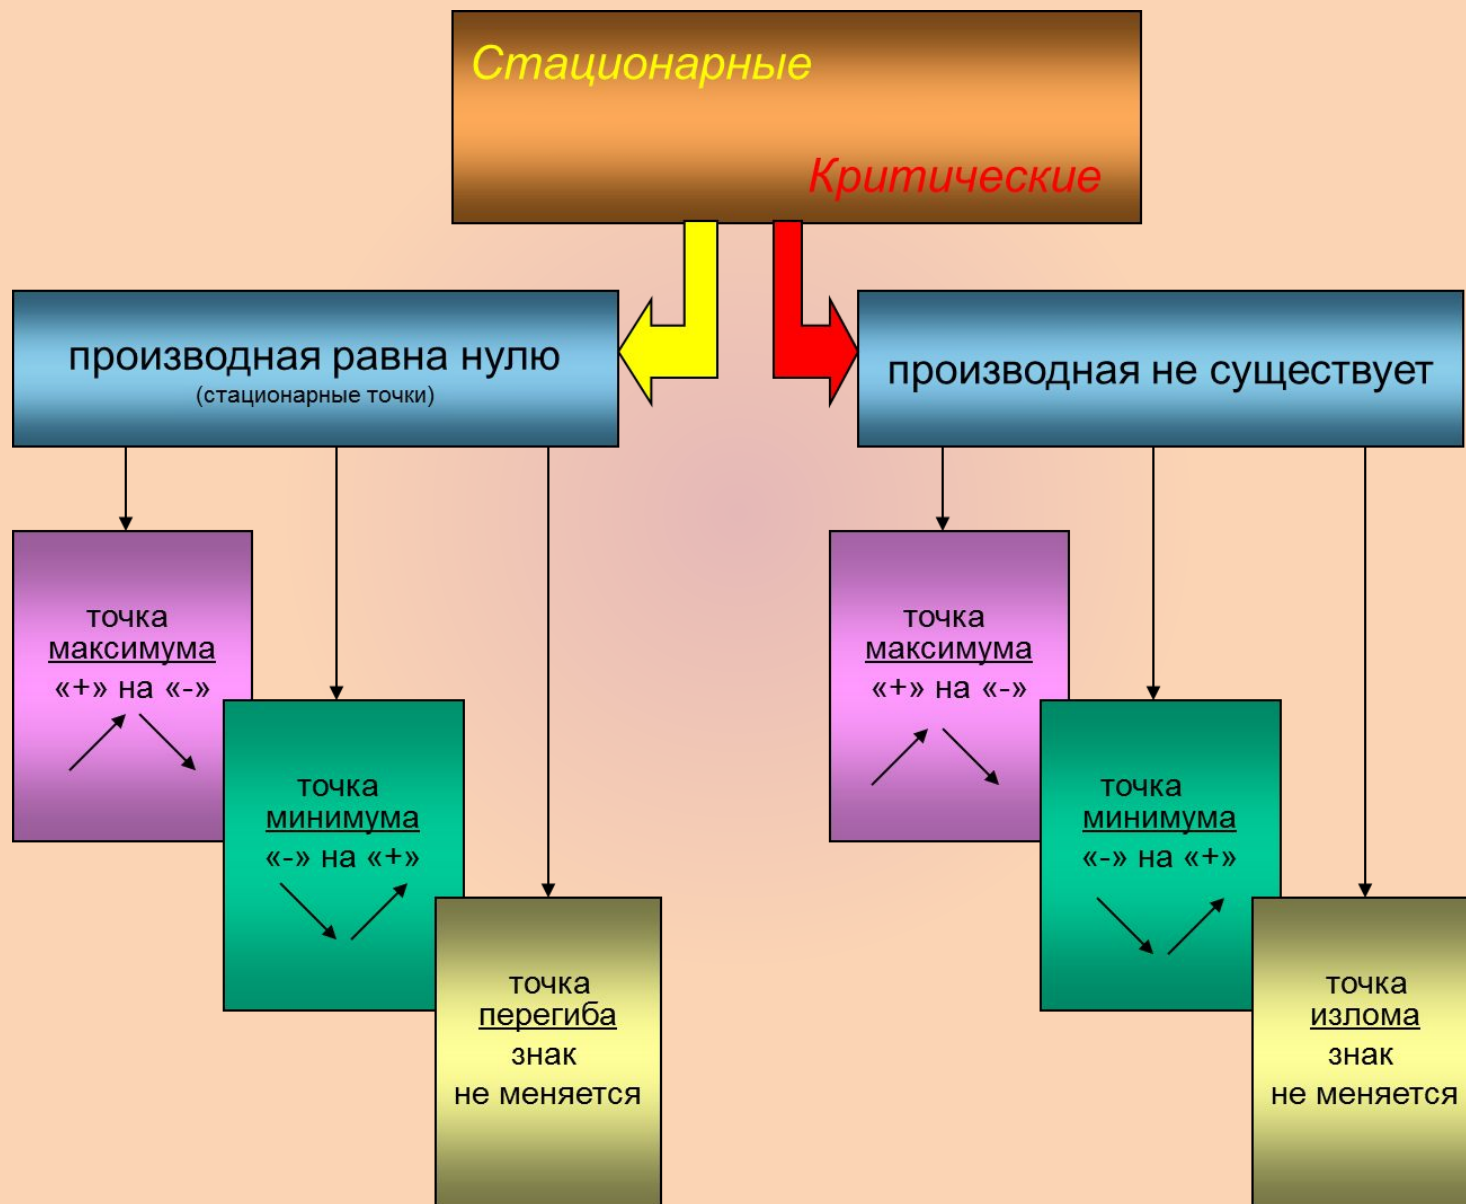 Стационарные
Критические
производная равна нулю
(стационарные точки)
производная не существует
точка
максимума
«+» на «-»
точка
минимума
«-» на «+»
точка
перегиба
знак
не меняется
точка
максимума
«+» на «-»
точка
минимума
«-» на «+»
точка
излома
знак
не меняется